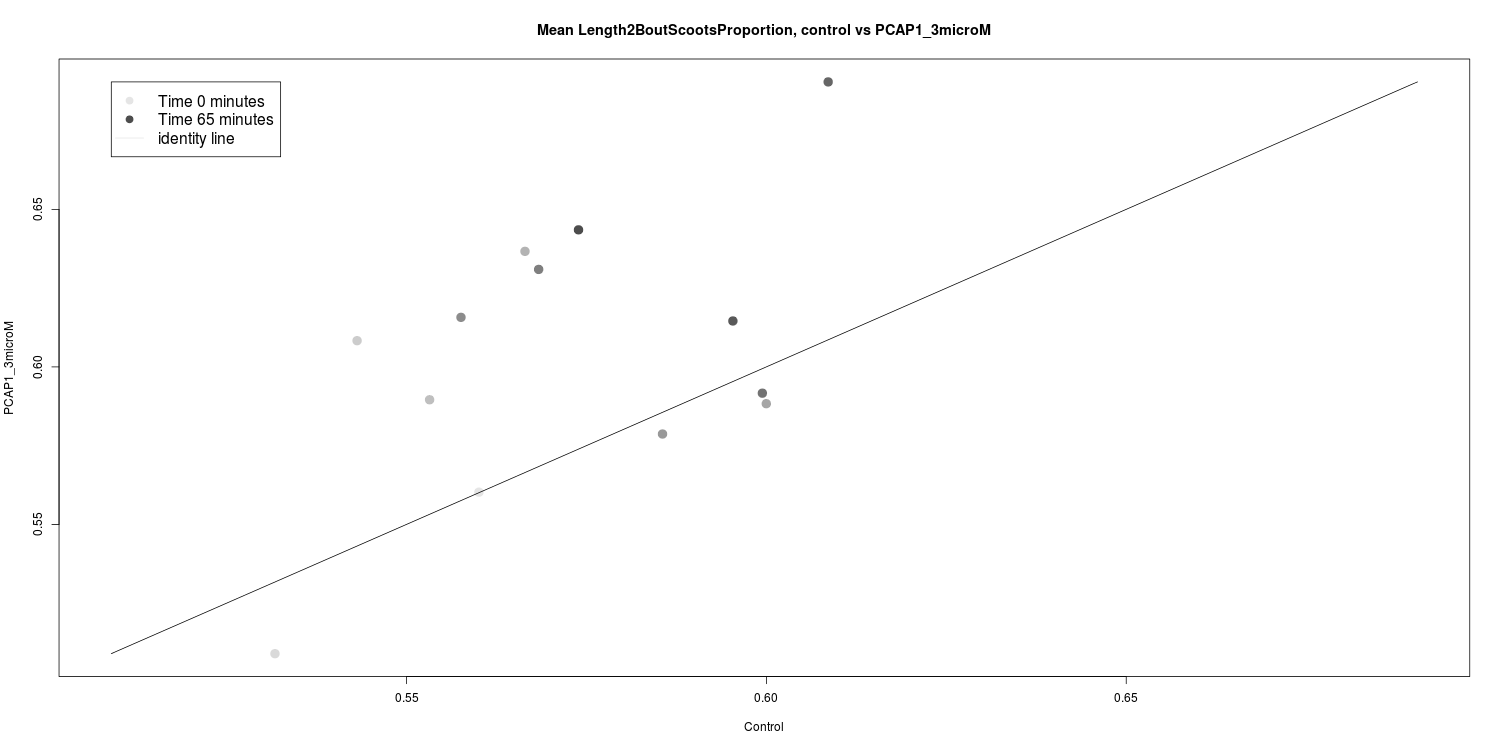 Mean Length2BoutScootsProportion, control vs PCAP1_3microM
Time 0 minutes
Time 65 minutes
identity line
PCAP1_3microM
0.65
0.60
0.55
0.55
0.60
0.65
Control